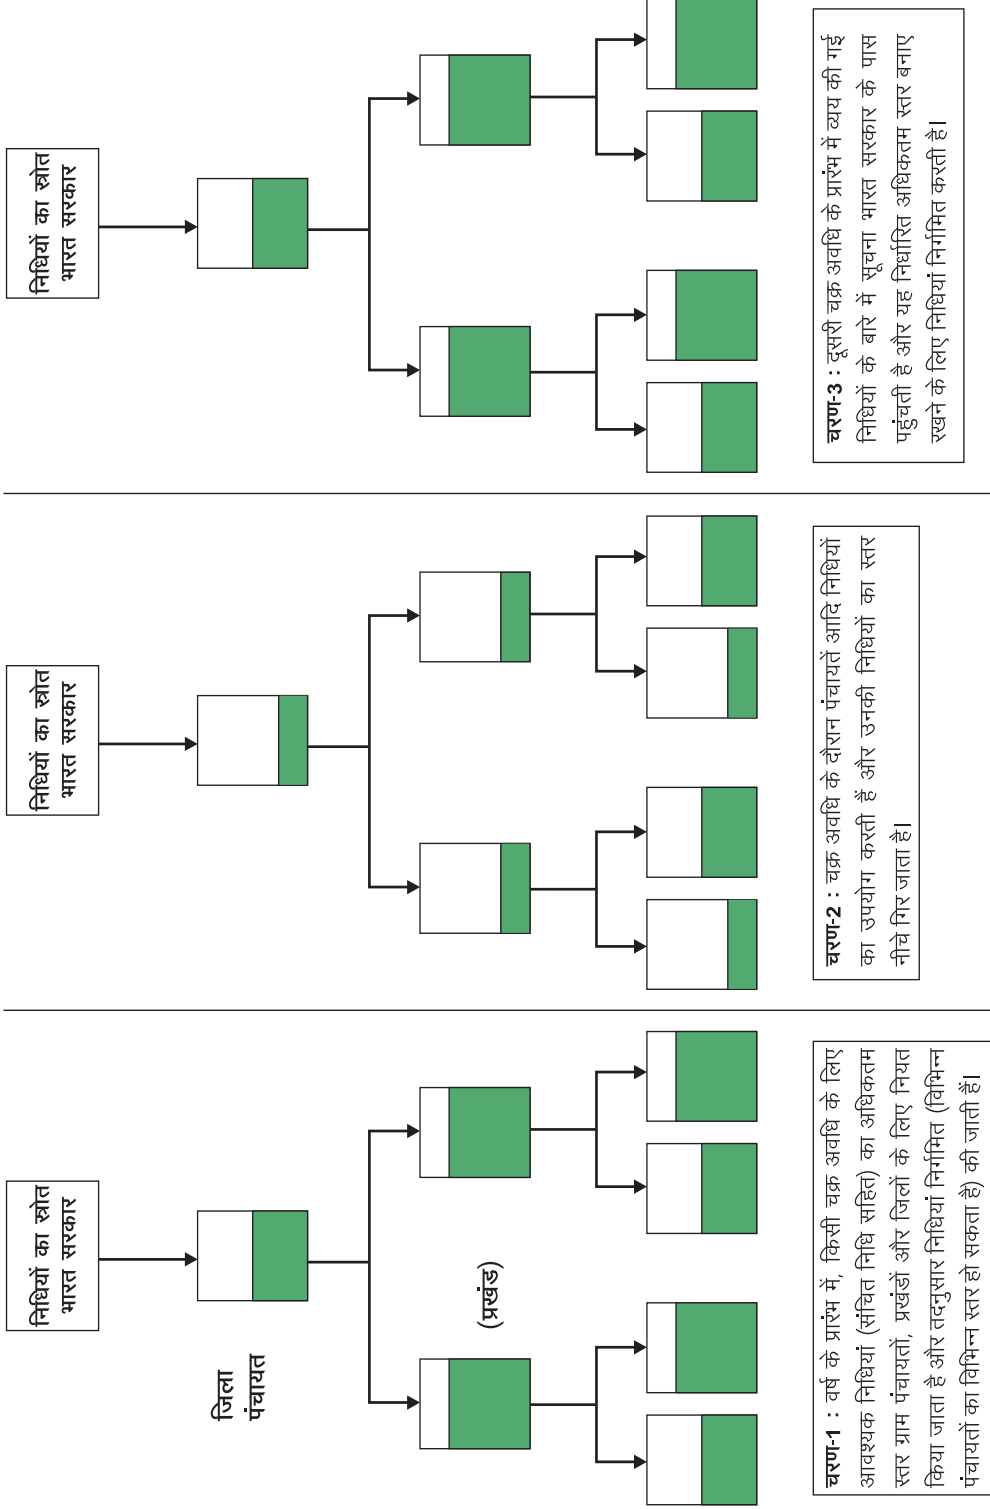 निधियों का स्रोत
भारत सरकार
जिला
पंचायत
(प्रखंड)
चरण-1 : वर्ष के प्रारंभ में, किसी चक्र अवधि के लिए
आवश्यक निधियां (संचित निधि सहित) का अधिकतम
स्तर ग्राम पंचायतों, प्रखंडों और जिलों के लिए नियत
किया जाता है और तदनुसार निधियां निर्गमित (विभिन्न
पंचायतों का विभिन्न स्तर हो सकता है) की जाती हैं।
निधियों का स्रोत
भारत सरकार
चरण-2 : चक्र अवधि के दौरान पंचायतें आदि निधियों
का उपयोग करती हैं और उनकी निधियों का स्तर
नीचे गिर जाता है।
निधियों का स्रोत
भारत सरकार
चरण-3 : दूसरी चक्र अवधि के प्रारंभ में व्यय की गई
निधियों के बारे में सूचना भारत सरकार के पास
पहुंचती है और यह निर्धारित अधिकतम स्तर बनाए
रखने के लिए निधियां निर्गमित करती है।